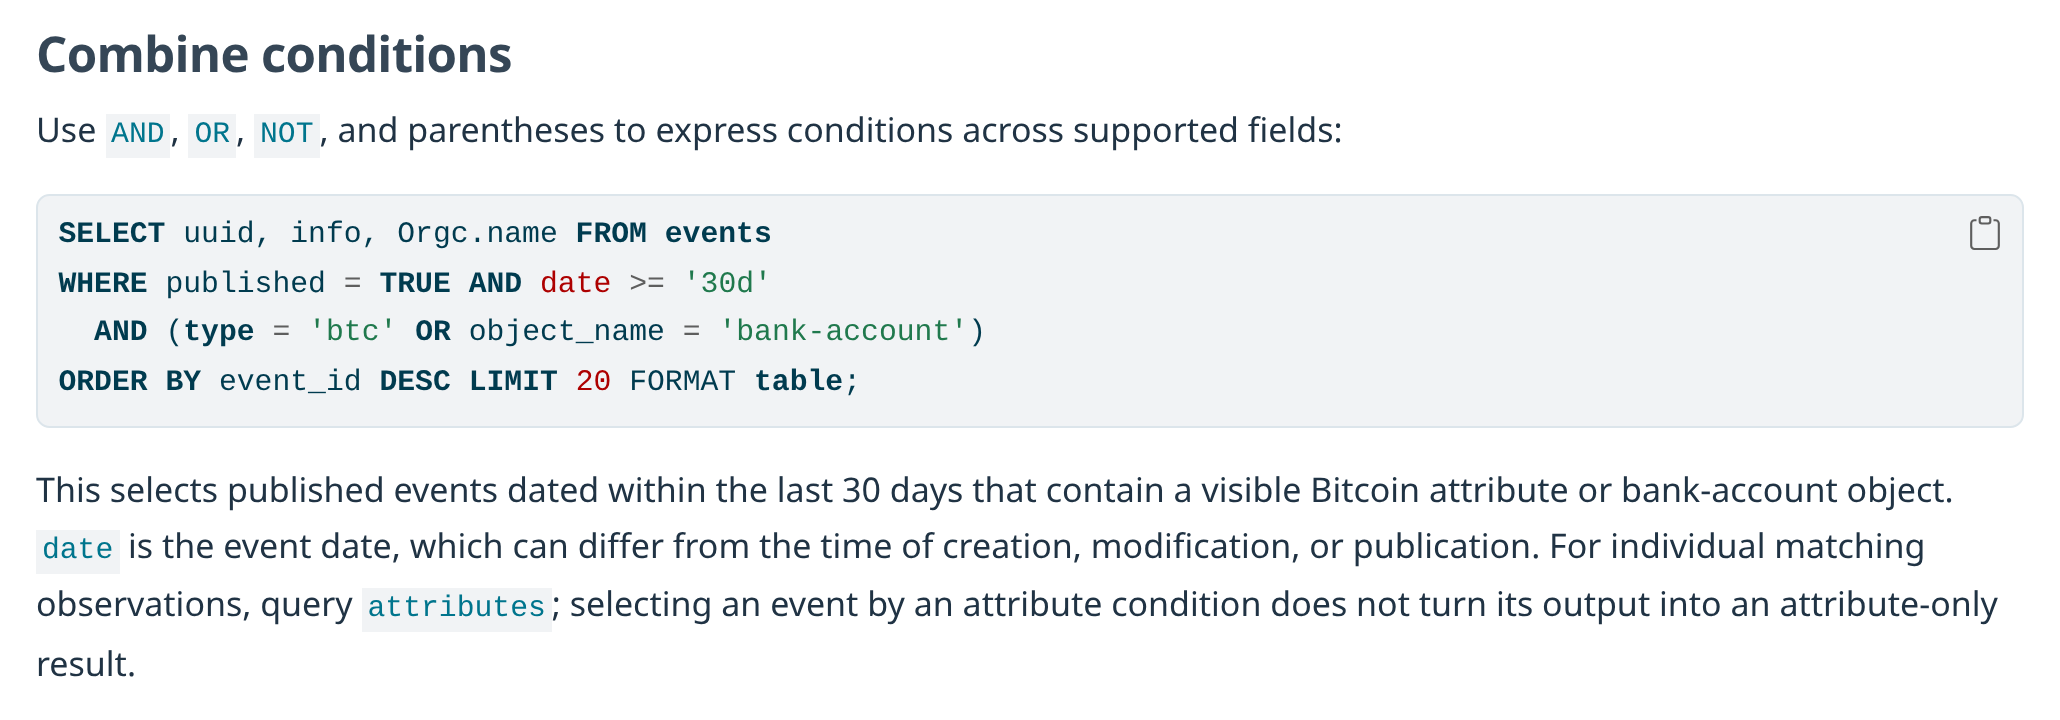 Combine conditions
Use AND, OR, NOT, and parentheses to express conditions across supported fields:
SELECT uuid, info, Orgc.name FROM events
WHERE published = TRUE AND date >= '30d'
  AND (type = 'btc' OR object_name = 'bank-account')
ORDER BY event_id DESC LIMIT 20 FORMAT table;
This selects published events dated within the last 30 days that contain a visible Bitcoin attribute or bank-account object.
date is the event date, which can differ from the time of creation, modification, or publication. For individual matching
observations, query attributes; selecting an event by an attribute condition does not turn its output into an attribute-only
result.